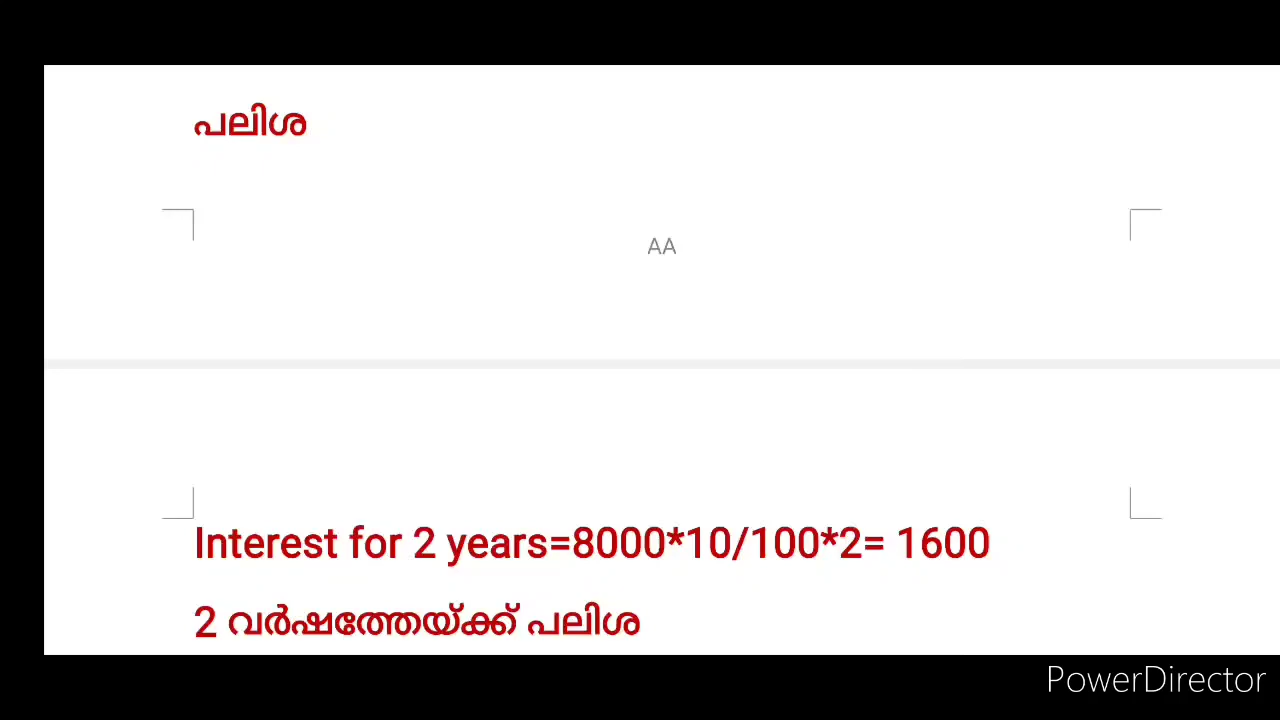 പലിശ
AA
Interest for 2 years=8000*10/100*2= 1600
2 വർഷത്തേയ്ക്ക് പലിശ
PowerDirector